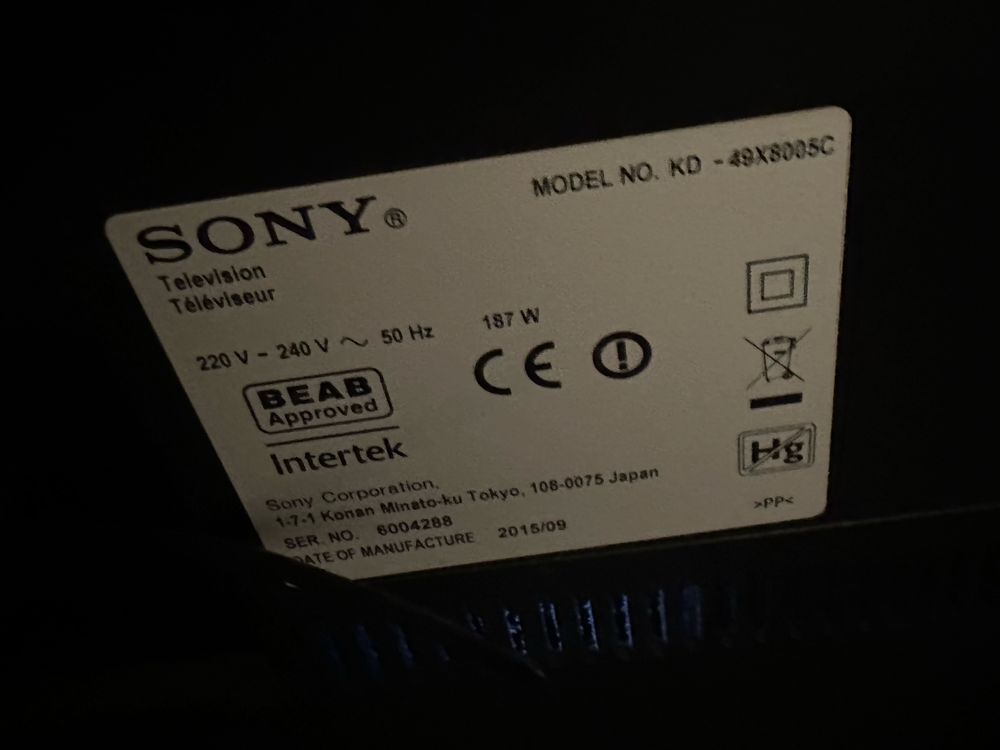 SONY®
MODEL NO. KD -49X8005C
Television
Téléviseur
220 V - 240 V ~ 50 Hz 187 W
BEAB
Approved
CE
Intertek
Hg
Sony Corporation,
1-7-1 Konan Minato-ku Tokyo, 108-0075 Japan
SER. NO. 6004288
DATE OF MANUFACTURE 2015/09
>PP<